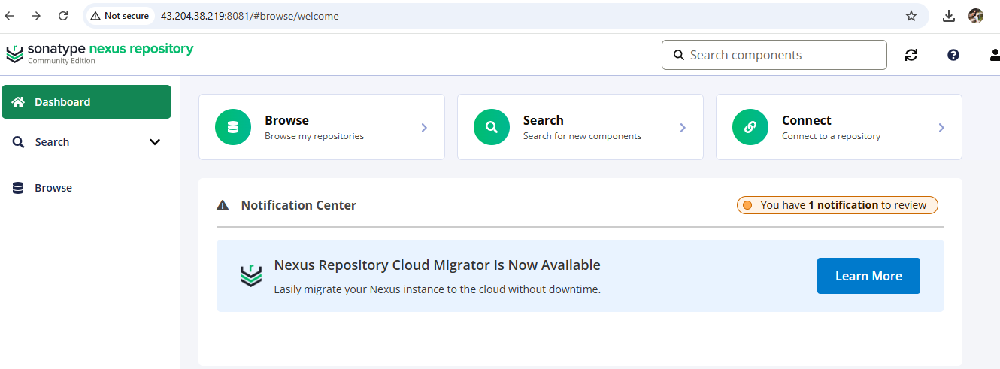 Not secure
43.204.38.219:8081/#browse/welcome
sonatype nexus repository
Community Edition
Search components
Dashboard
Search
Browse
Browse
Browse my repositories
Search
Search for new components
Connect
Connect to a repository
Notification Center
You have 1 notification to review
Nexus Repository Cloud Migrator Is Now Available
Easily migrate your Nexus instance to the cloud without downtime.
Learn More